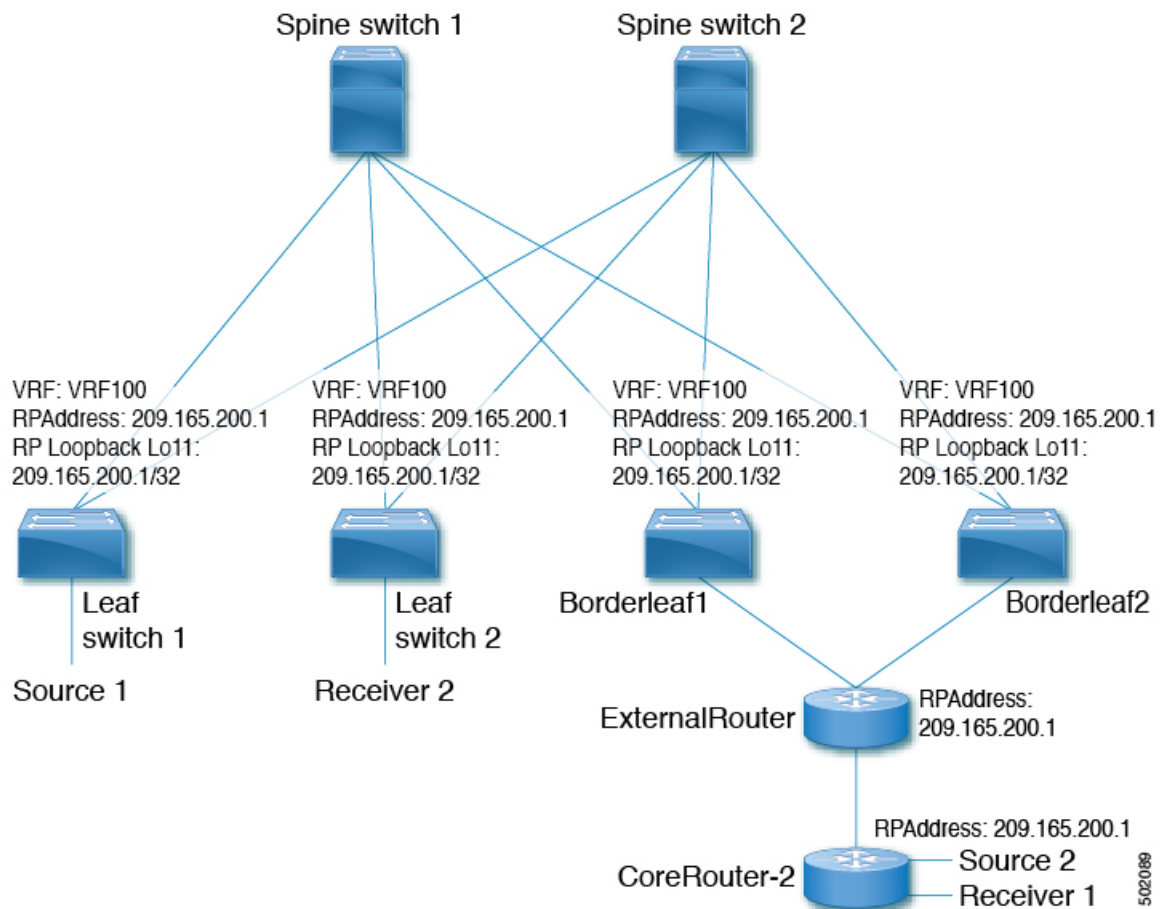 Spine switch 1
Spine switch 2
VRF: VRF100
RPAddress: 209.165.200.1
RP Loopback Lo11:
209.165.200.1/32
VRF: VRF100
RPAddress: 209.165.200.1
RP Loopback Lo11:
209.165.200.1/32
VRF: VRF100
RPAddress: 209.165.200.1
RP Loopback Lo11:
209.165.200.1/32
VRF: VRF100
RPAddress: 209.165.200.1
RP Loopback Lo11:
209.165.200.1/32
Leaf
switch 1
Leaf
switch 2
Borderleaf1
Borderleaf2
Source 1
Receiver 2
ExternalRouter
RPAddress:
209.165.200.1
RPAddress: 209.165.200.1
CoreRouter-2
Source 2
Receiver 1
502089